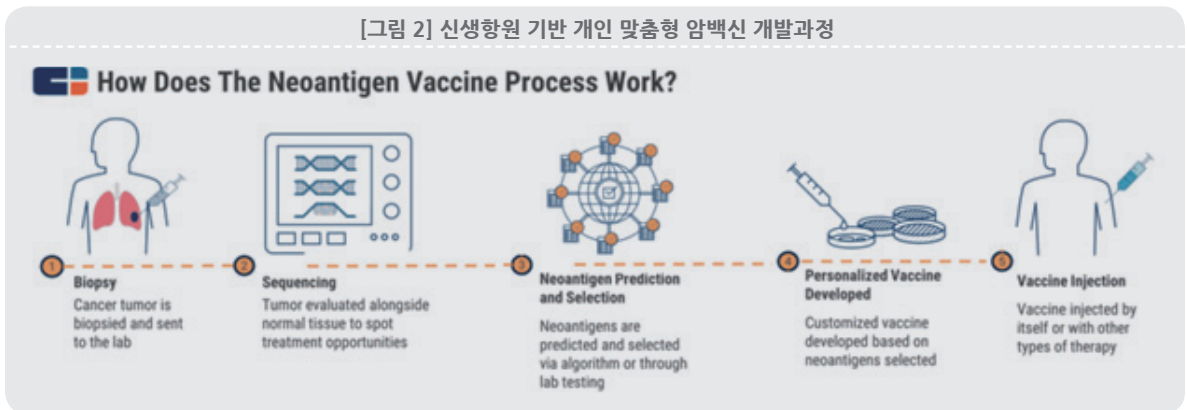 [그림 2] 신생항원 기반 개인 맞춤형 암백신 개발과정
How Does The Neoantigen Vaccine Process Work?
1
Biopsy
Cancer tumor is
biopsied and sent
to the lab
2
Sequencing
Tumor evaluated alongside
normal tissue to spot
treatment opportunities
3
Neoantigen Prediction
and Selection
Neoantigens are
predicted and selected
via algorithm or through
lab testing
4
Personalized Vaccine
Developed
Customized vaccine
developed based on
neoantigens selected
5
Vaccine Injection
Vaccine injected by
itself or with other
types of therapy